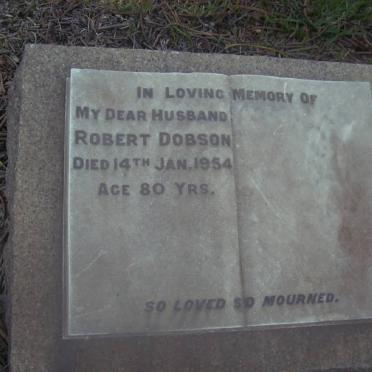 IN LOVING MEMORY OF
MY DEAR HUSBAND
ROBERT DOBSON
DIED 14TH JAN. 1954
AGE 80 YRS.
SO LOVED SO MOURNED.